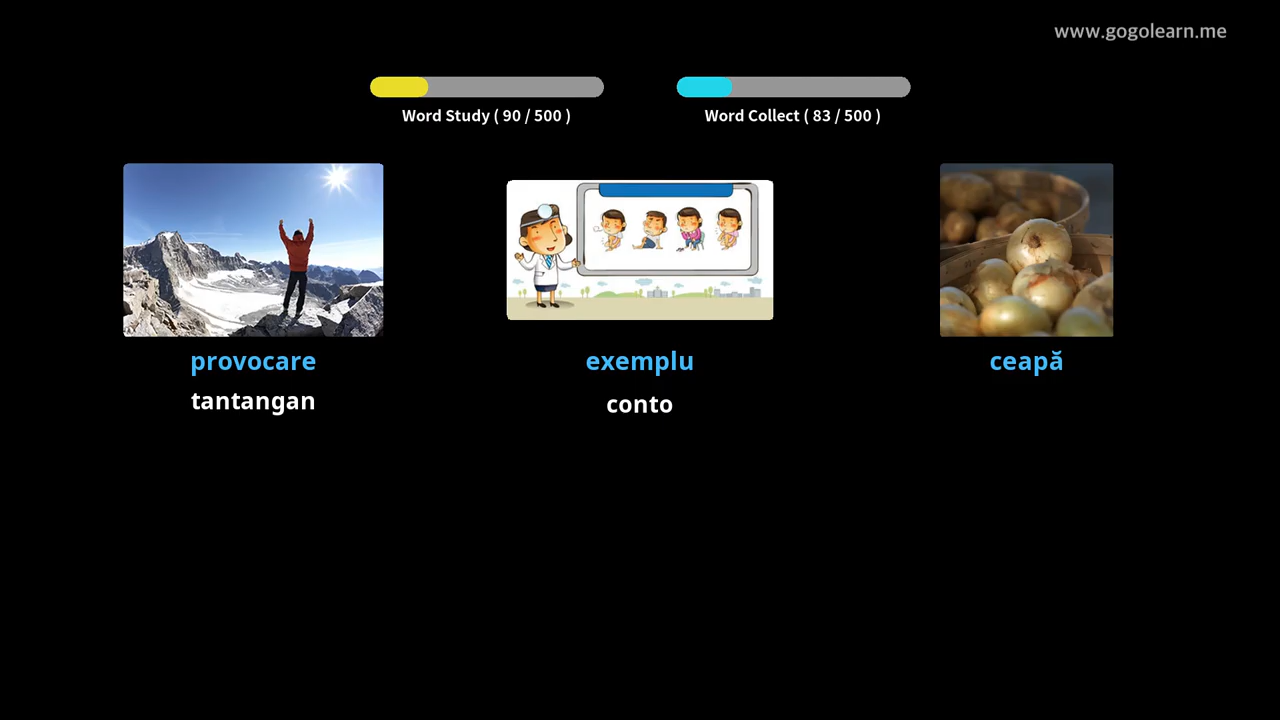 www.gogolearn.me
Word Study ( 90 / 500 )
Word Collect ( 83 / 500 )
provocare
exemplu
ceapă
tantangan
conto